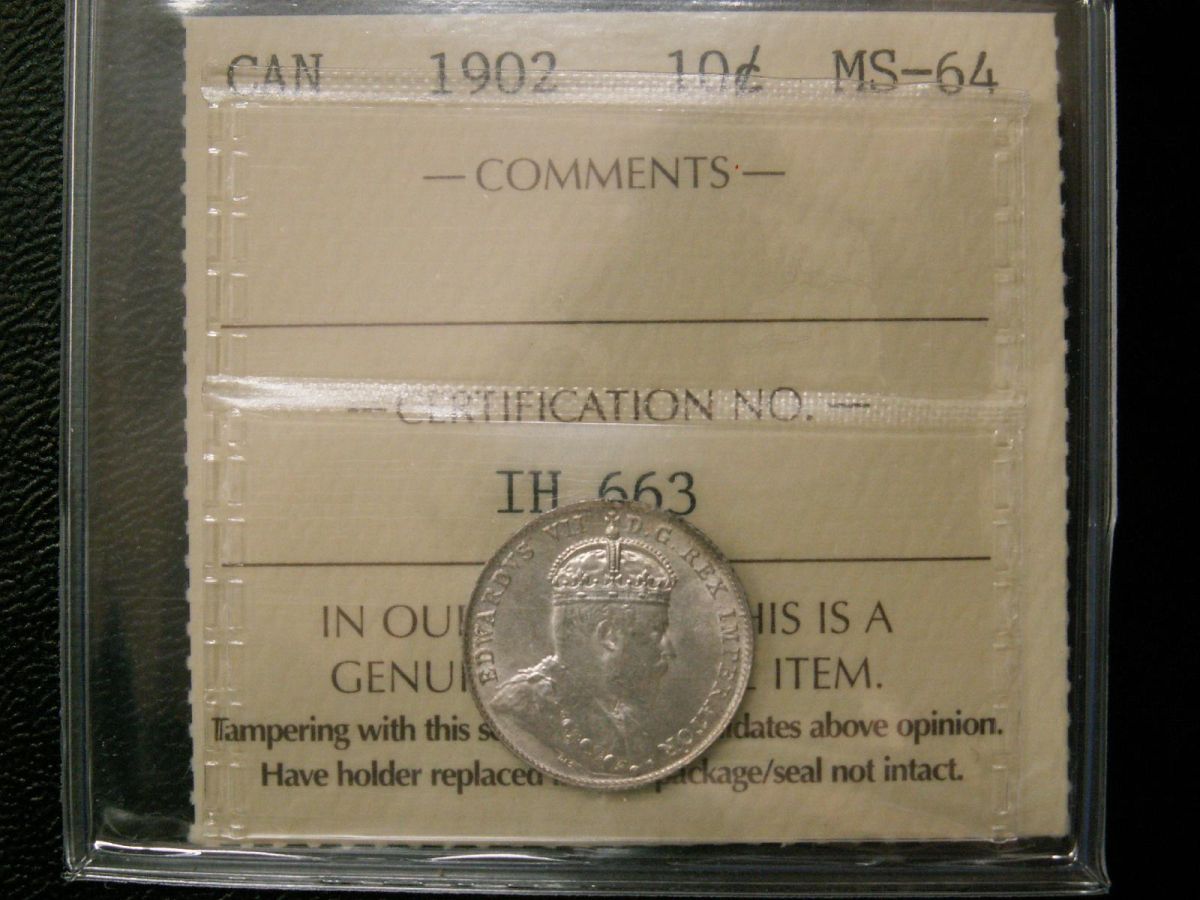 CAN 1902 10¢ MS-64
— COMMENTS —
— CERTIFICATION NO. —
IH 663
EDWARDVS VII D.G. REX IMPERATOR
IN OU HIS IS A
GENU ITEM.
Tampering with this idates above opinion.
Have holder replaced package/seal not intact.